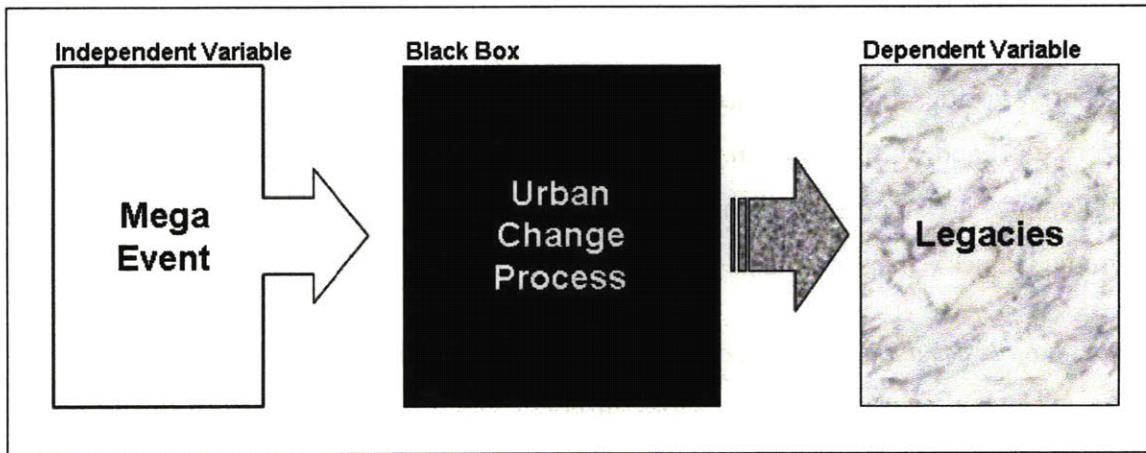 Independent Variable
Mega
Event
Black Box
Urban
Change
Process
Dependent Variable
Legacies